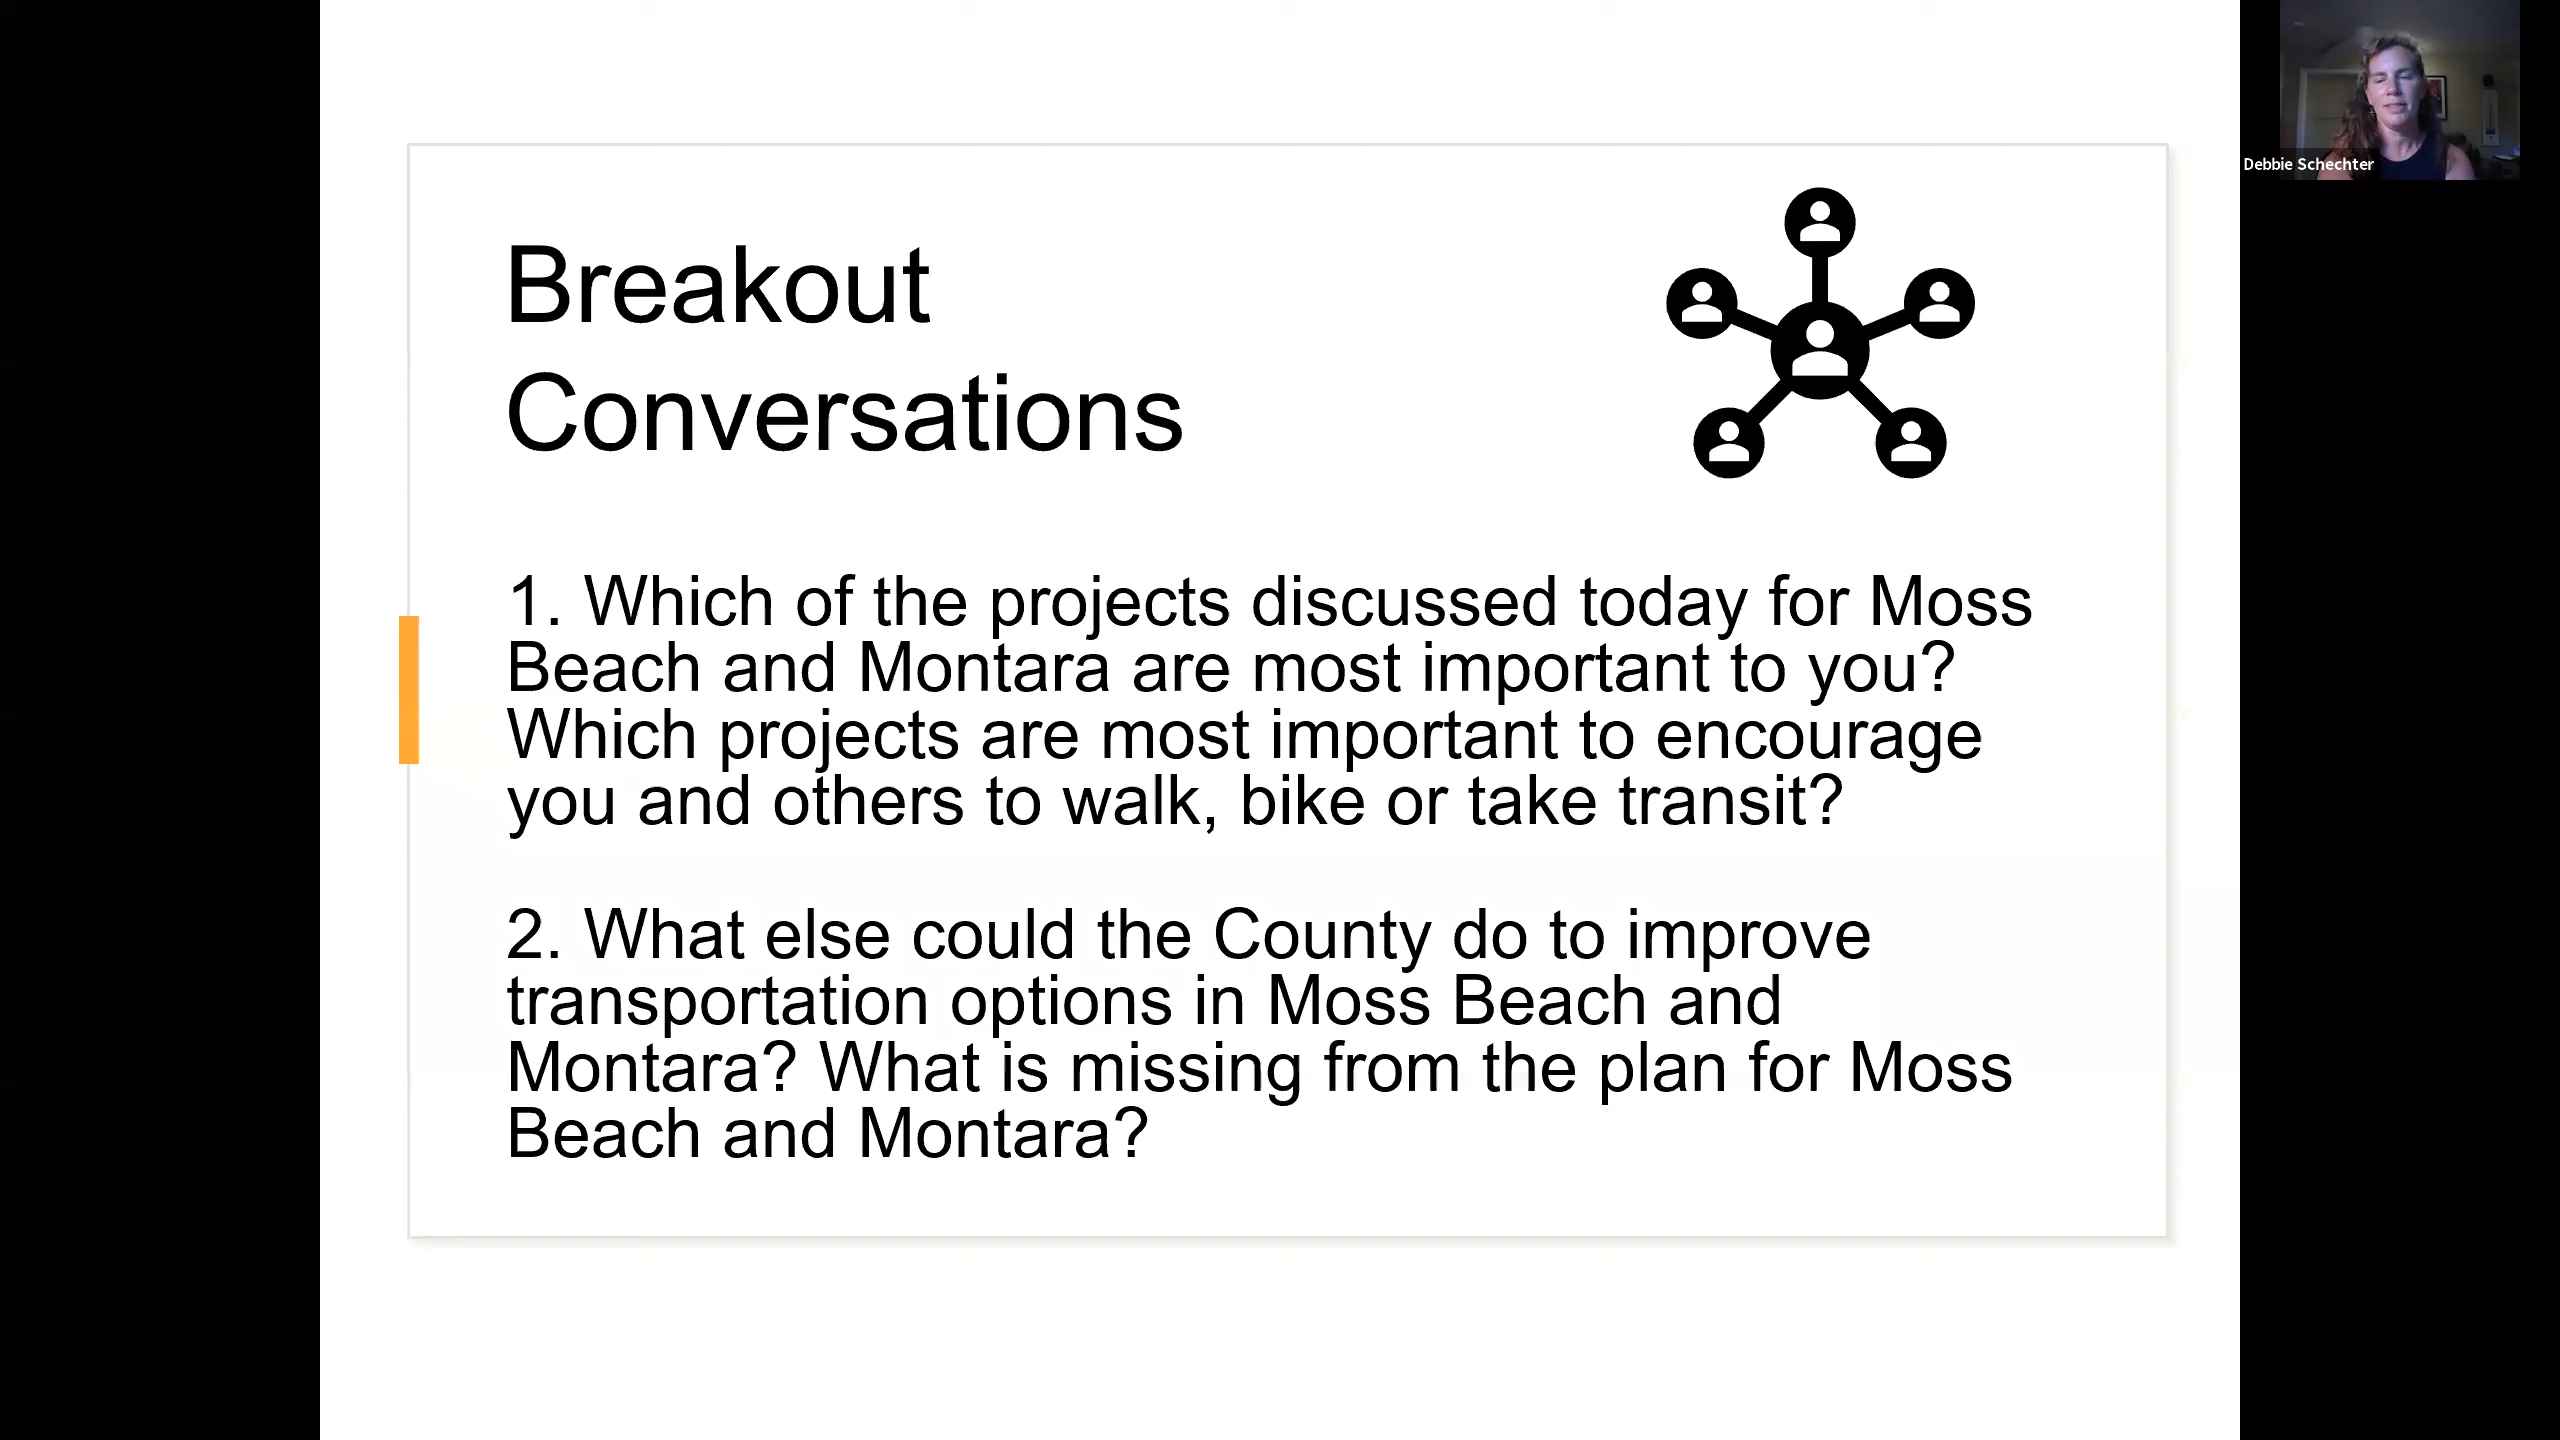 Breakout
Conversations
1. Which of the projects discussed today for Moss
Beach and Montara are most important to you?
Which projects are most important to encourage
you and others to walk, bike or take transit?
2. What else could the County do to improve
transportation options in Moss Beach and
Montara? What is missing from the plan for Moss
Beach and Montara?
Debbie Schechter